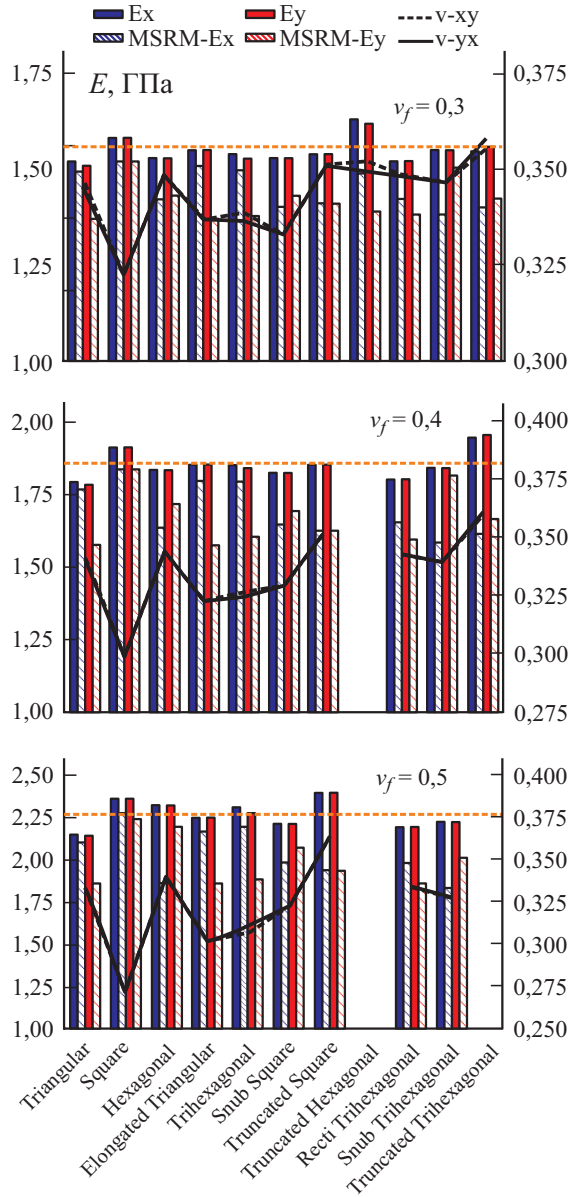 Ex Ey v-xy
MSRM-Ex MSRM-Ey v-yx
1,75 E, ГПа 0,375
v_f = 0,3
1,50 0,350
1,25 0,325
1,00 0,300
2,00 v_f = 0,4 0,400
0,375
1,75
0,350
1,50
0,325
1,25 0,300
1,00 0,275
2,50 v_f = 0,5 0,400
2,25 0,375
2,00 0,350
1,75 0,325
1,50 0,300
1,25 0,275
1,00 0,250
Triangular
Square
Hexagonal
Elongated Triangular
Trihexagonal
Snub Square
Truncated Square
Truncated Hexagonal
Recti Trihexagonal
Snub Trihexagonal
Truncated Trihexagonal